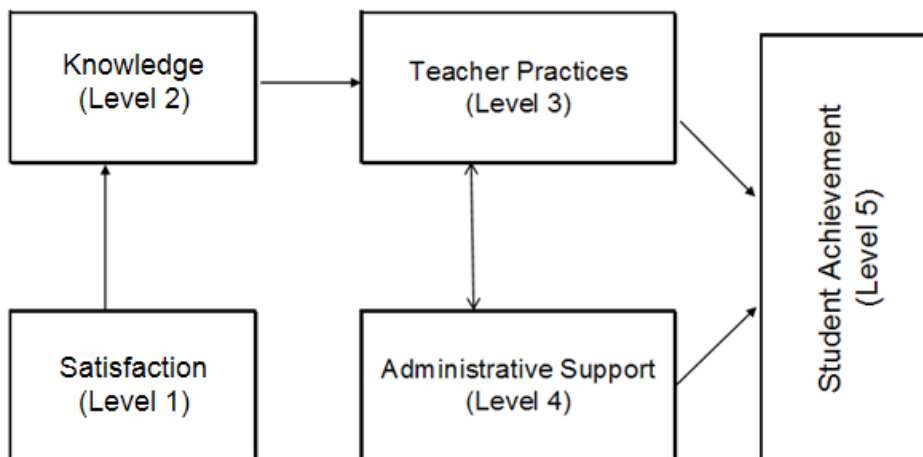 Knowledge
(Level 2)
Teacher Practices
(Level 3)
Satisfaction
(Level 1)
Administrative Support
(Level 4)
Student Achievement
(Level 5)